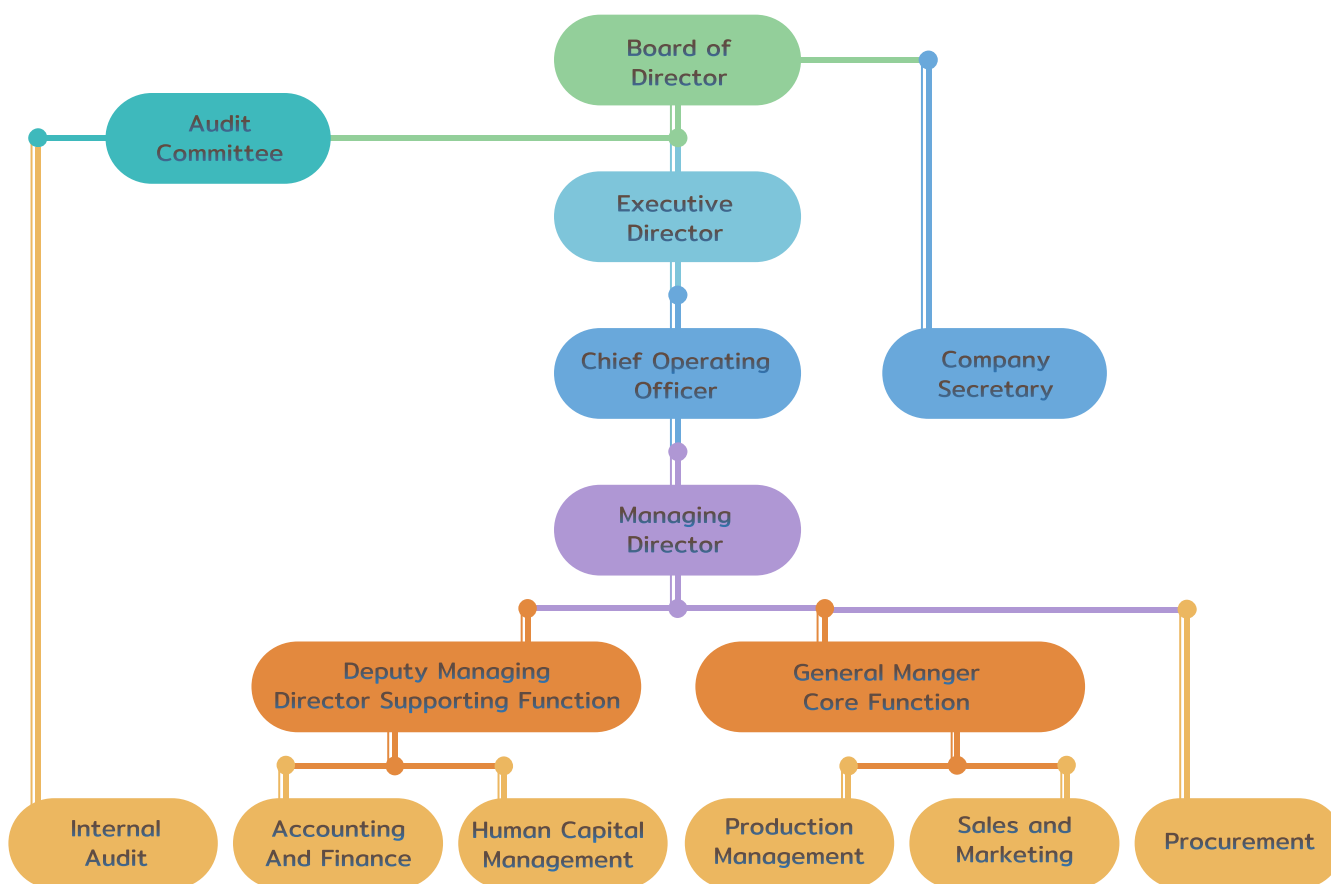 Board of
Director
Audit
Committee
Executive
Director
Chief Operating
Officer
Company
Secretary
Managing
Director
Deputy Managing
Director Supporting Function
General Manger
Core Function
Internal
Audit
Accounting
And Finance
Human Capital
Management
Production
Management
Sales and
Marketing
Procurement